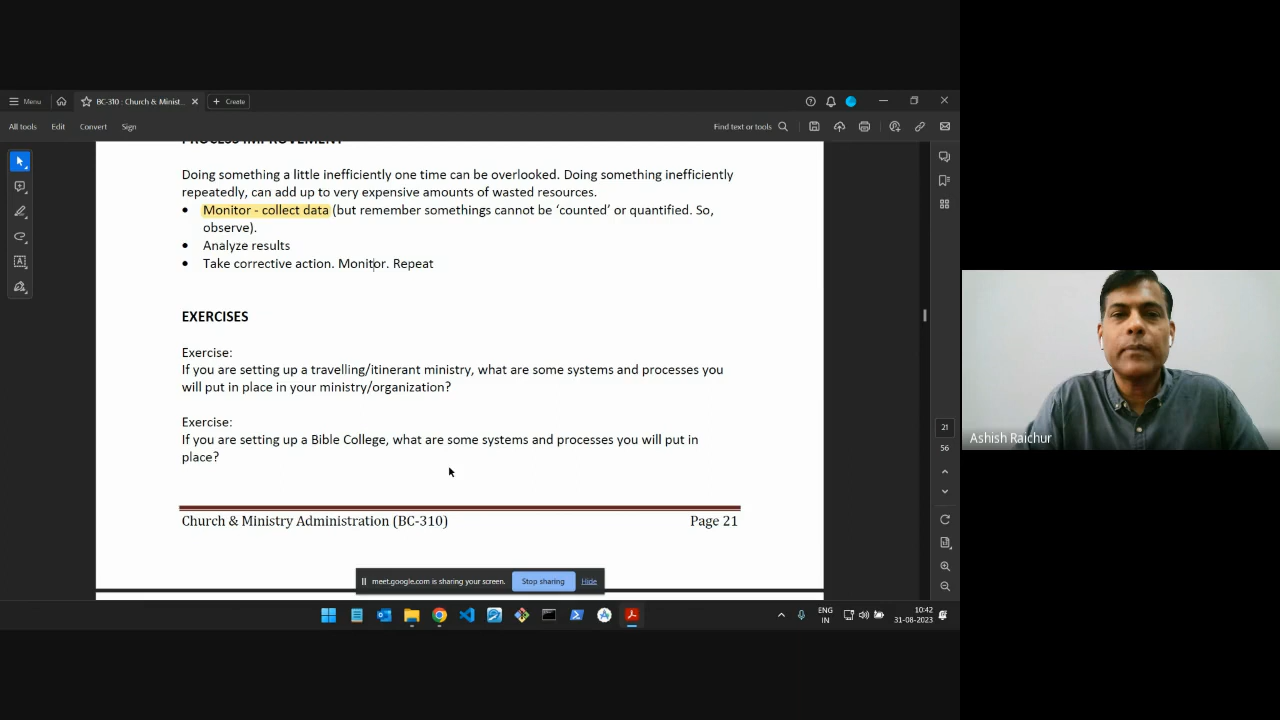 Menu
BC-310 : Church & Minist...
Create
All tools
Edit
Convert
Sign
Find text or tools
PROCESS IMPROVEMENT
Doing something a little inefficiently one time can be overlooked. Doing something inefficiently
repeatedly, can add up to very expensive amounts of wasted resources.
• Monitor - collect data (but remember somethings cannot be ‘counted’ or quantified. So,
observe).
• Analyze results
• Take corrective action. Monitor. Repeat
EXERCISES
Exercise:
If you are setting up a travelling/itinerant ministry, what are some systems and processes you
will put in place in your ministry/organization?
Exercise:
If you are setting up a Bible College, what are some systems and processes you will put in
place?
Church & Ministry Administration (BC-310)
Page 21
21
56
meet.google.com is sharing your screen.
Stop sharing
Hide
ENG
IN
10:42
31-08-2023
Ashish Raichur